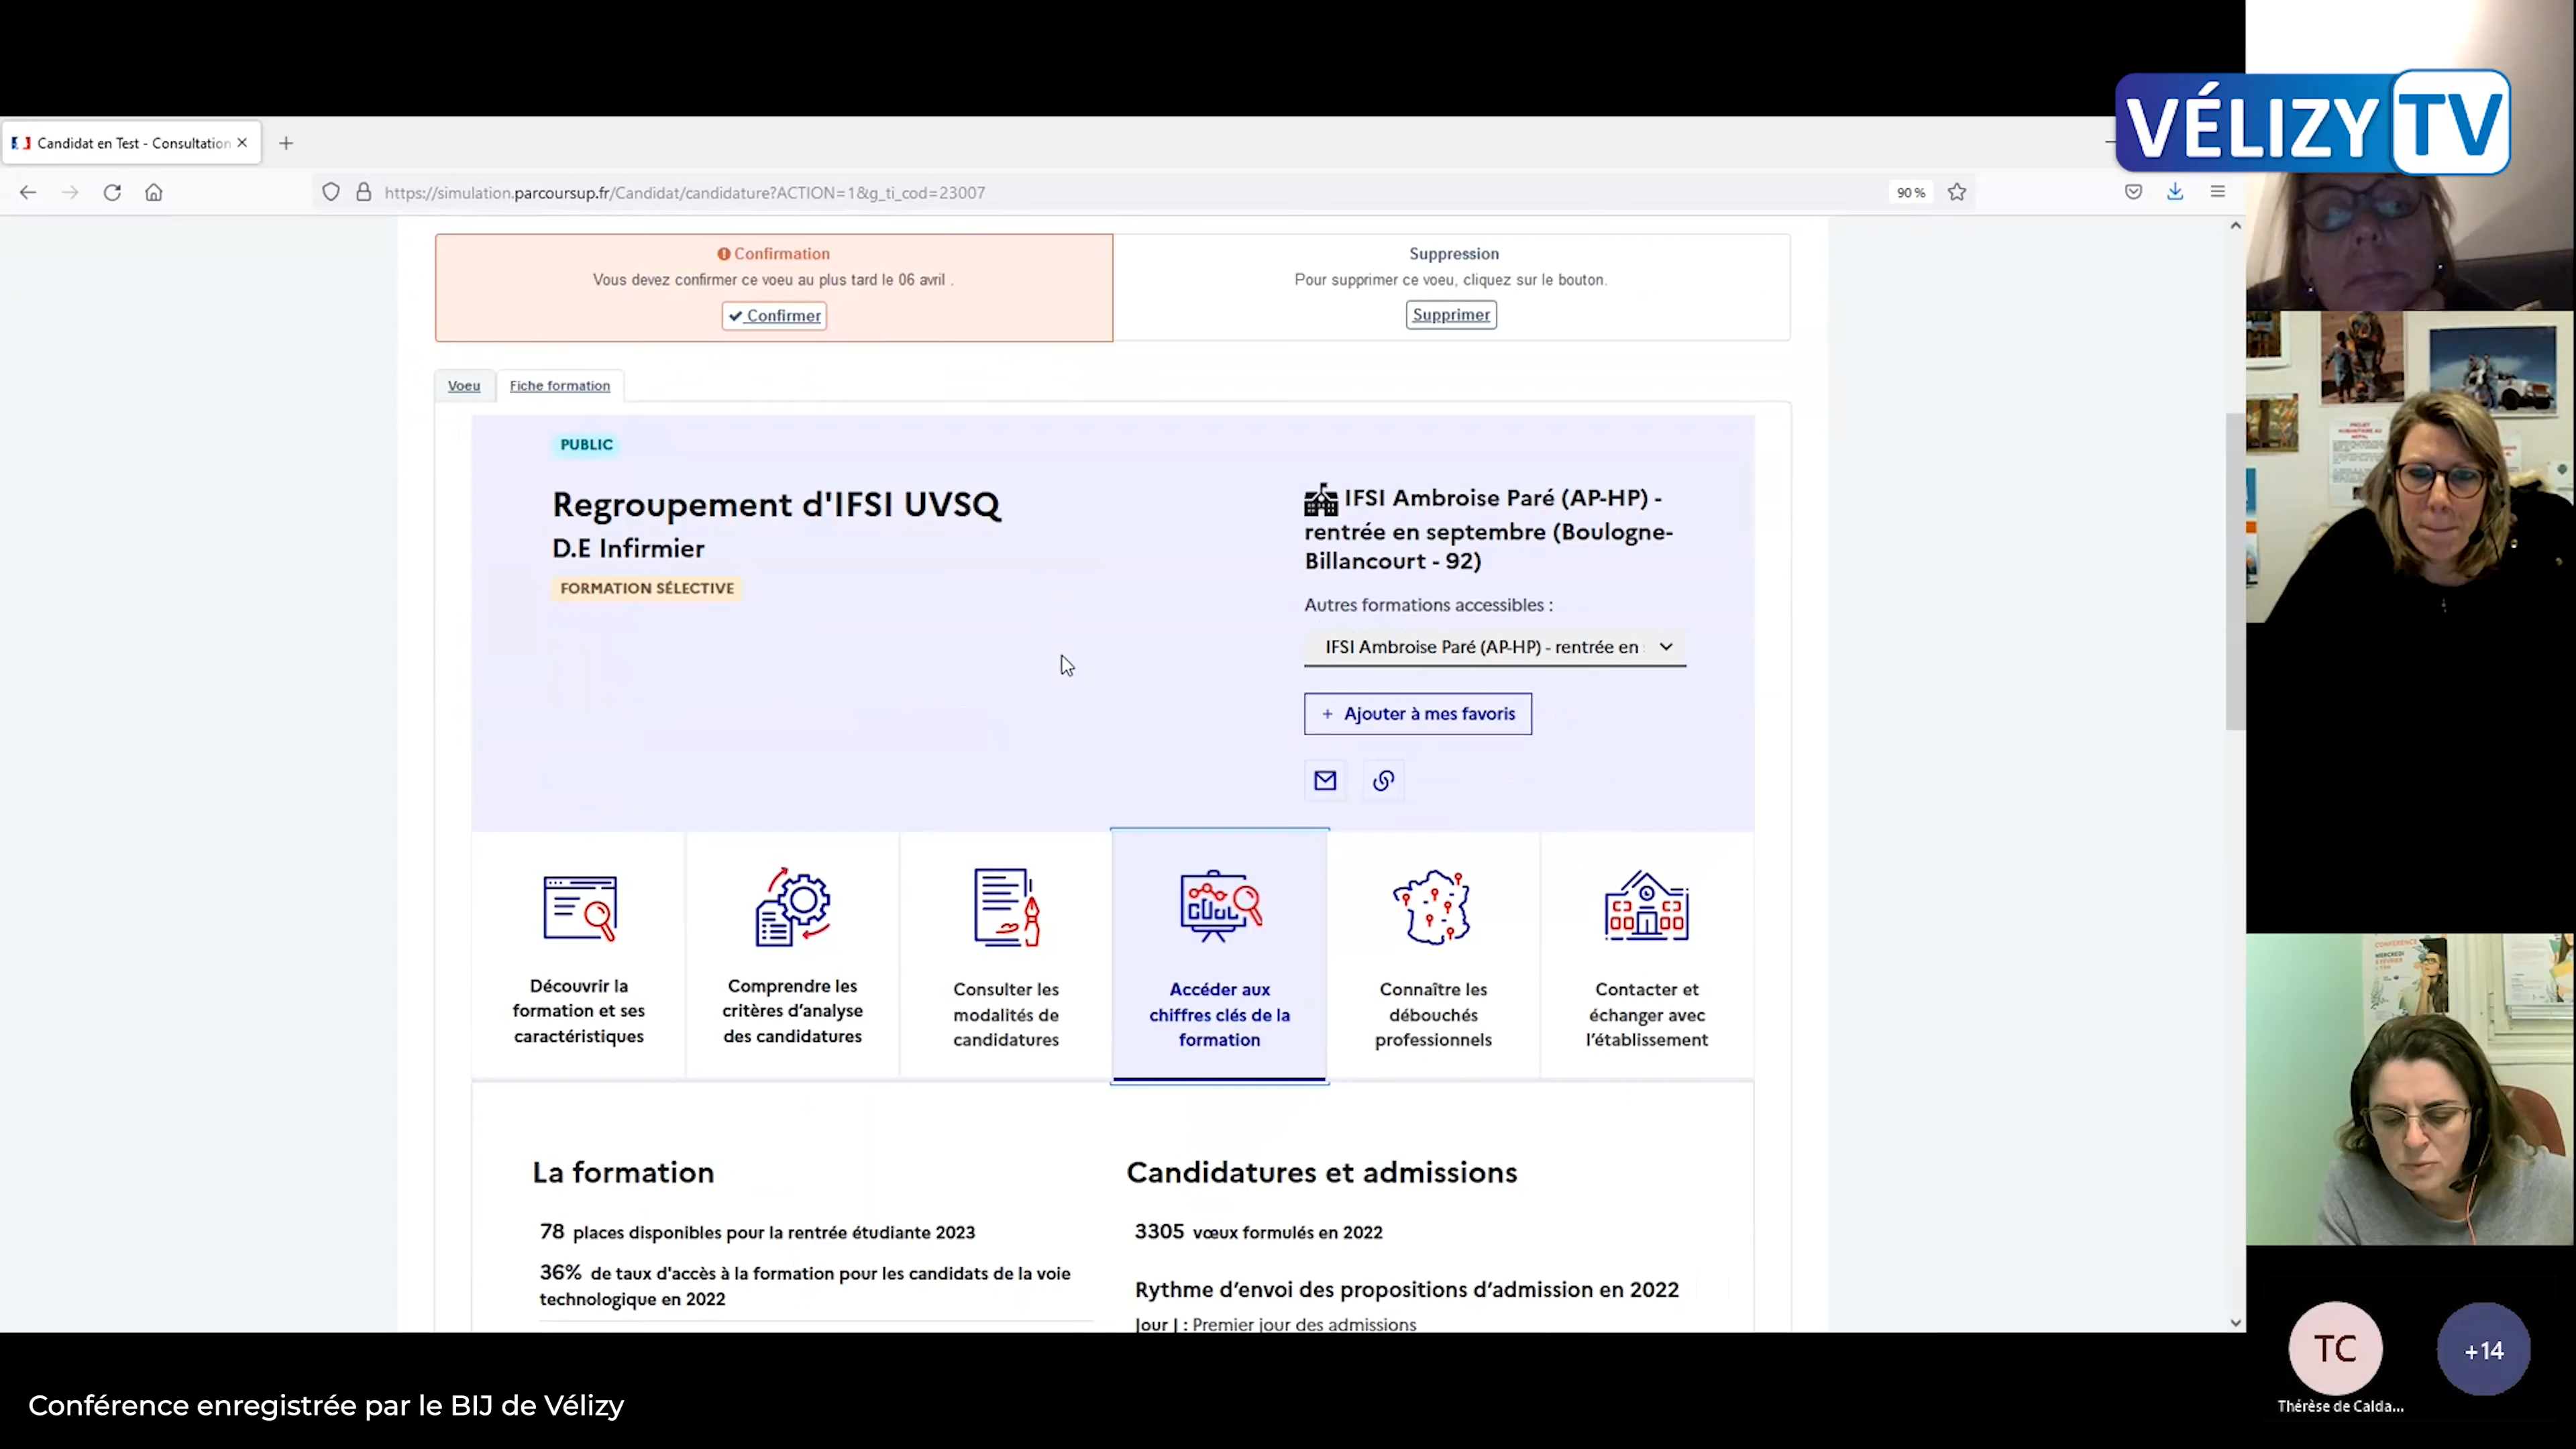 VÉLIZY TV
Candidat en Test - Consultation
https://simulation.parcoursup.fr/Candidat/candidature?ACTION=1&g_ti_cod=23007
90 %
Confirmation
Vous devez confirmer ce voeu au plus tard le 06 avril .
Confirmer
Suppression
Pour supprimer ce voeu, cliquez sur le bouton.
Supprimer
Voeu
Fiche formation
PUBLIC
Regroupement d'IFSI UVSQ
D.E Infirmier
FORMATION SÉLECTIVE
IFSI Ambroise Paré (AP-HP) -
rentrée en septembre (Boulogne-
Billancourt - 92)
Autres formations accessibles :
IFSI Ambroise Paré (AP-HP) - rentrée en
+ Ajouter à mes favoris
Découvrir la
formation et ses
caractéristiques
Comprendre les
critères d'analyse
des candidatures
Consulter les
modalités de
candidatures
Accéder aux
chiffres clés de la
formation
Connaître les
débouchés
professionnels
Contacter et
échanger avec
l'établissement
La formation
78 places disponibles pour la rentrée étudiante 2023
36% de taux d'accès à la formation pour les candidats de la voie
technologique en 2022
Candidatures et admissions
3305 vœux formulés en 2022
Rythme d'envoi des propositions d'admission en 2022
Jour J : Premier jour des admissions
CONFÉRENCE
MERCREDI
TC
+14
Thérèse de Calda...
Conférence enregistrée par le BIJ de Vélizy